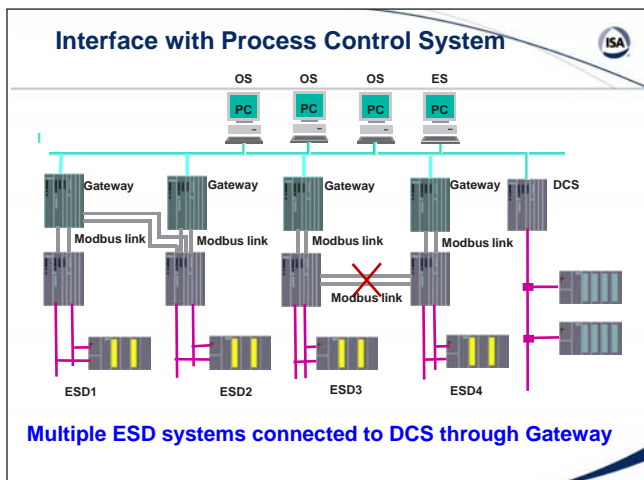 Interface with Process Control System
ISA
OS OS OS ES
PC PC PC PC
Gateway Gateway Gateway Gateway DCS
Modbus link Modbus link Modbus link Modbus link
Modbus link
ESD1 ESD2 ESD3 ESD4
Multiple ESD systems connected to DCS through Gateway